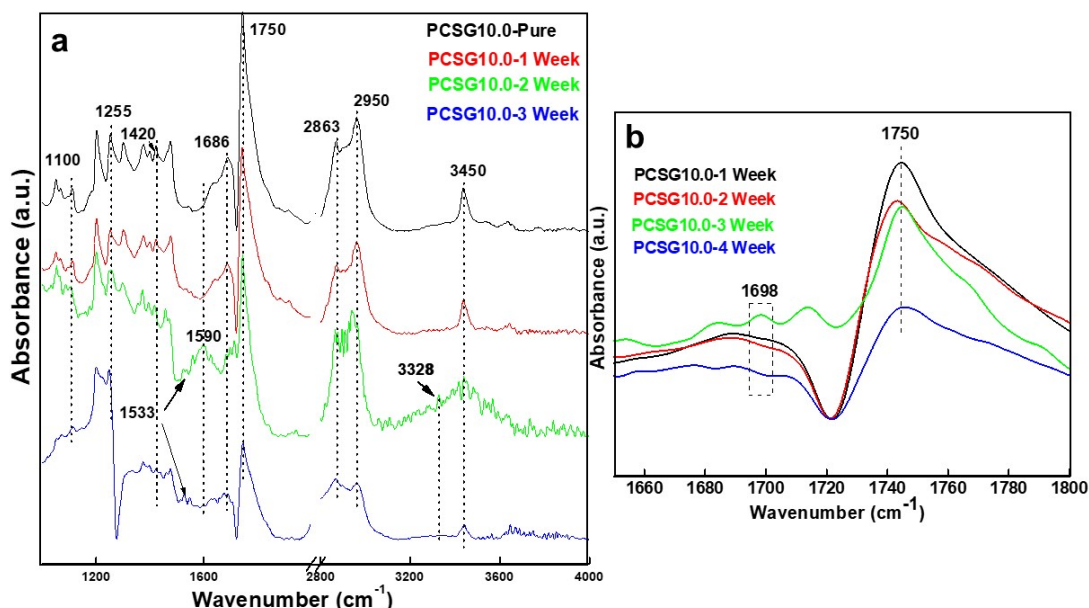 a
PCSG10.0-Pure
PCSG10.0-1 Week
PCSG10.0-2 Week
PCSG10.0-3 Week
1100
1255
1420
1686
1750
2863
2950
3450
1590
1533
3328
Absorbance (a.u.)
1200
1600
2800
3200
3600
4000
Wavenumber (cm-1)
b
PCSG10.0-1 Week
PCSG10.0-2 Week
PCSG10.0-3 Week
PCSG10.0-4 Week
1750
1698
Absorbance (a.u.)
1660
1680
1700
1720
1740
1760
1780
1800
Wavenumber (cm-1)